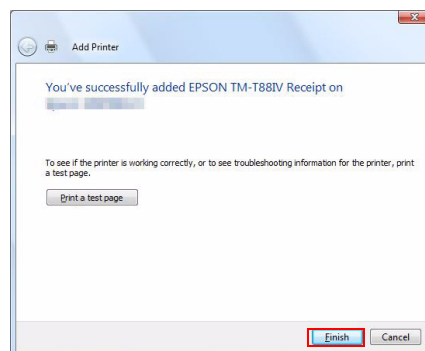 Add Printer
You've successfully added EPSON TM-T88IV Receipt on
To see if the printer is working correctly, or to see troubleshooting information for the printer, print
a test page.
Print a test page
Finish Cancel